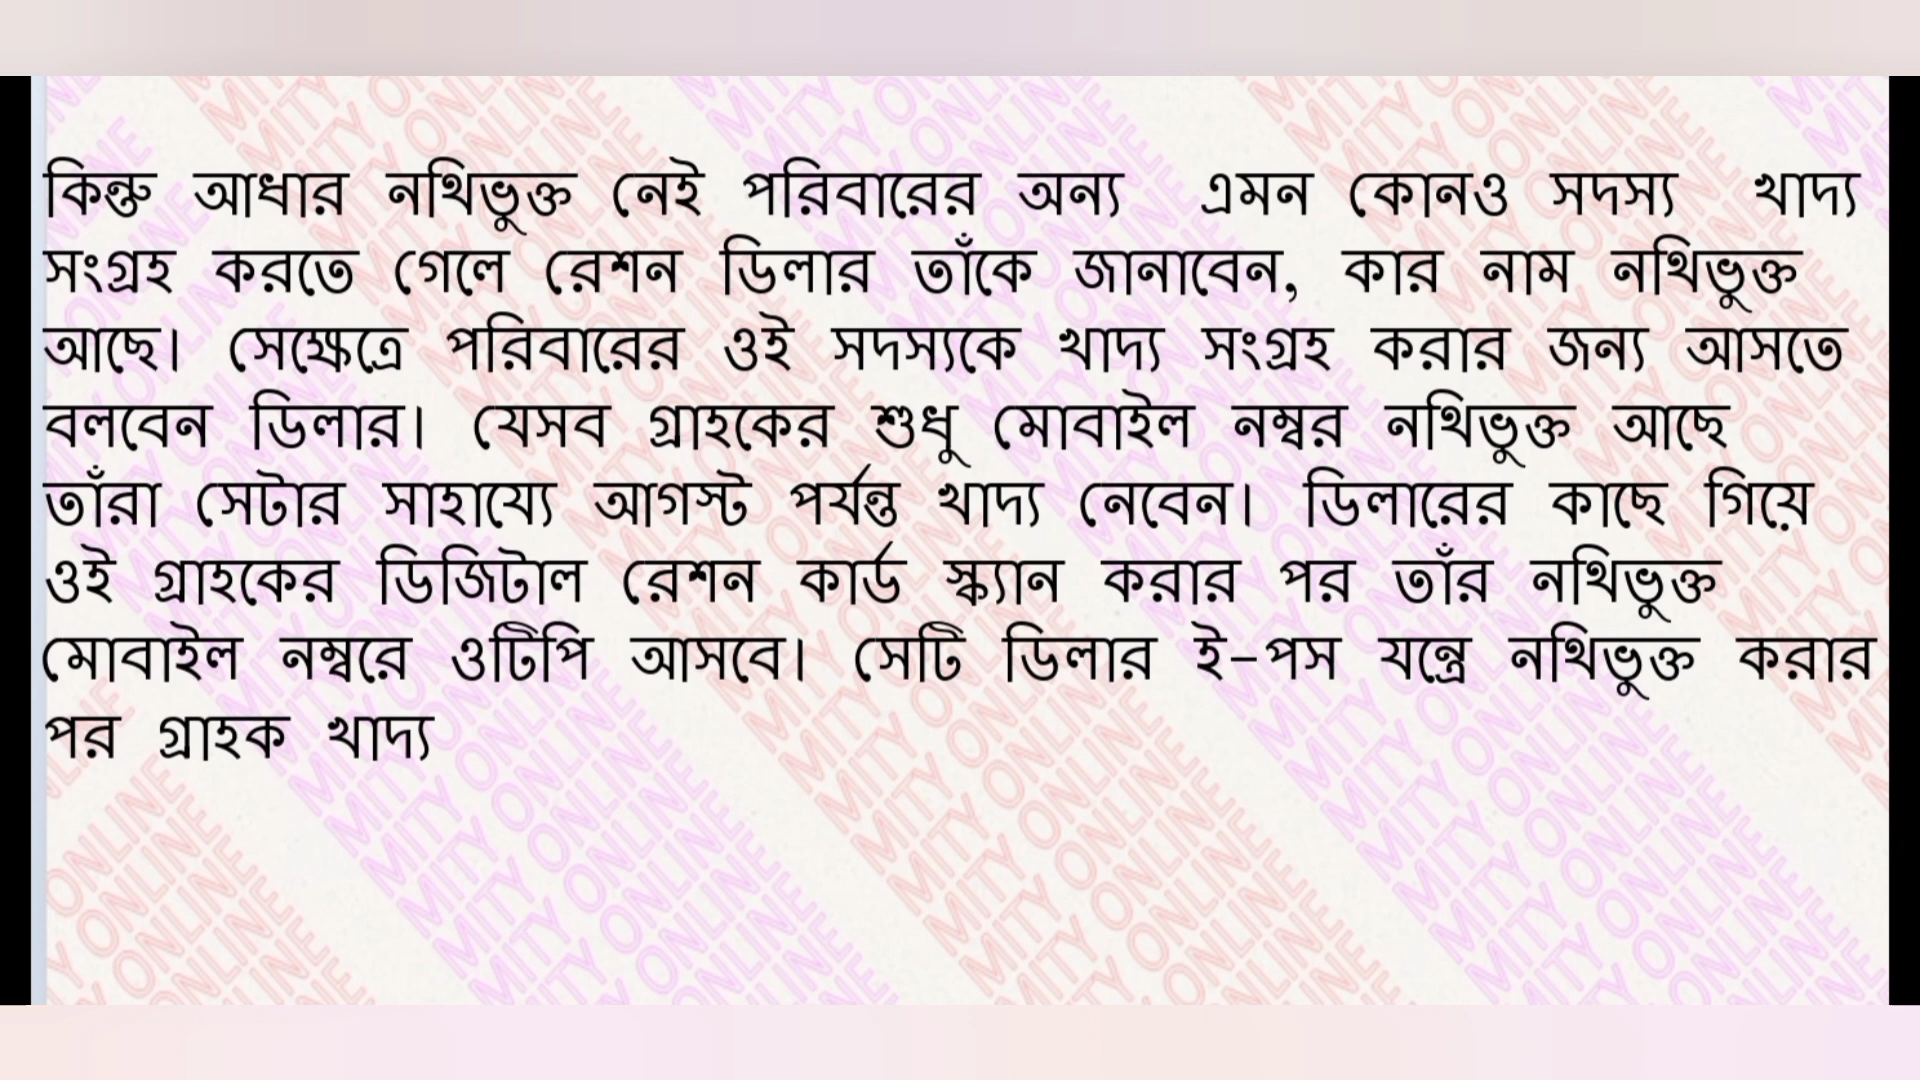 কিন্তু আধার নথিভুক্ত নেই পরিবারের অন্য এমন কোনও সদস্য খাদ্য
সংগ্রহ করতে গেলে রেশন ডিলার তাঁকে জানাবেন, কার নাম নথিভুক্ত
আছে। সেক্ষেত্রে পরিবারের ওই সদস্যকে খাদ্য সংগ্রহ করার জন্য আসতে
বলবেন ডিলার। যেসব গ্রাহকের শুধু মোবাইল নম্বর নথিভুক্ত আছে
তাঁরা সেটার সাহায্যে আগস্ট পর্যন্ত খাদ্য নেবেন। ডিলারের কাছে গিয়ে
ওই গ্রাহকের ডিজিটাল রেশন কার্ড স্ক্যান করার পর তাঁর নথিভুক্ত
মোবাইল নম্বরে ওটিপি আসবে। সেটি ডিলার ই-পস যন্ত্রে নথিভুক্ত করার
পর গ্রাহক খাদ্য
MITY ONLINE